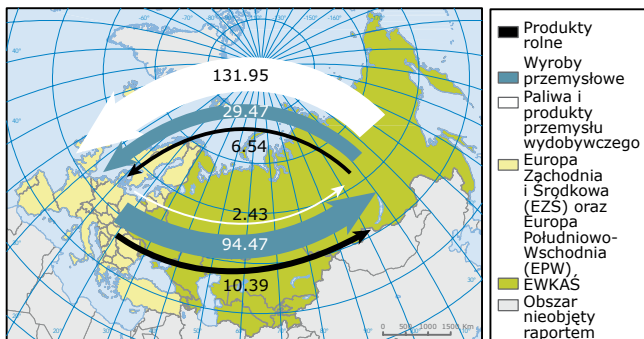 131.95
29.47
6.54
2.43
94.47
10.39
0 500 1000 1500 Km
Produkty
rolne
Wyroby
przemysłowe
Paliwa i
produkty
przemysłu
wydobywczego
Europa
Zachodnia
i Środkowa
(EZŚ) oraz
Europa
Południowo-
Wschodnia
(EPW)
EWKAŚ
Obszar
nieobjęty
raportem